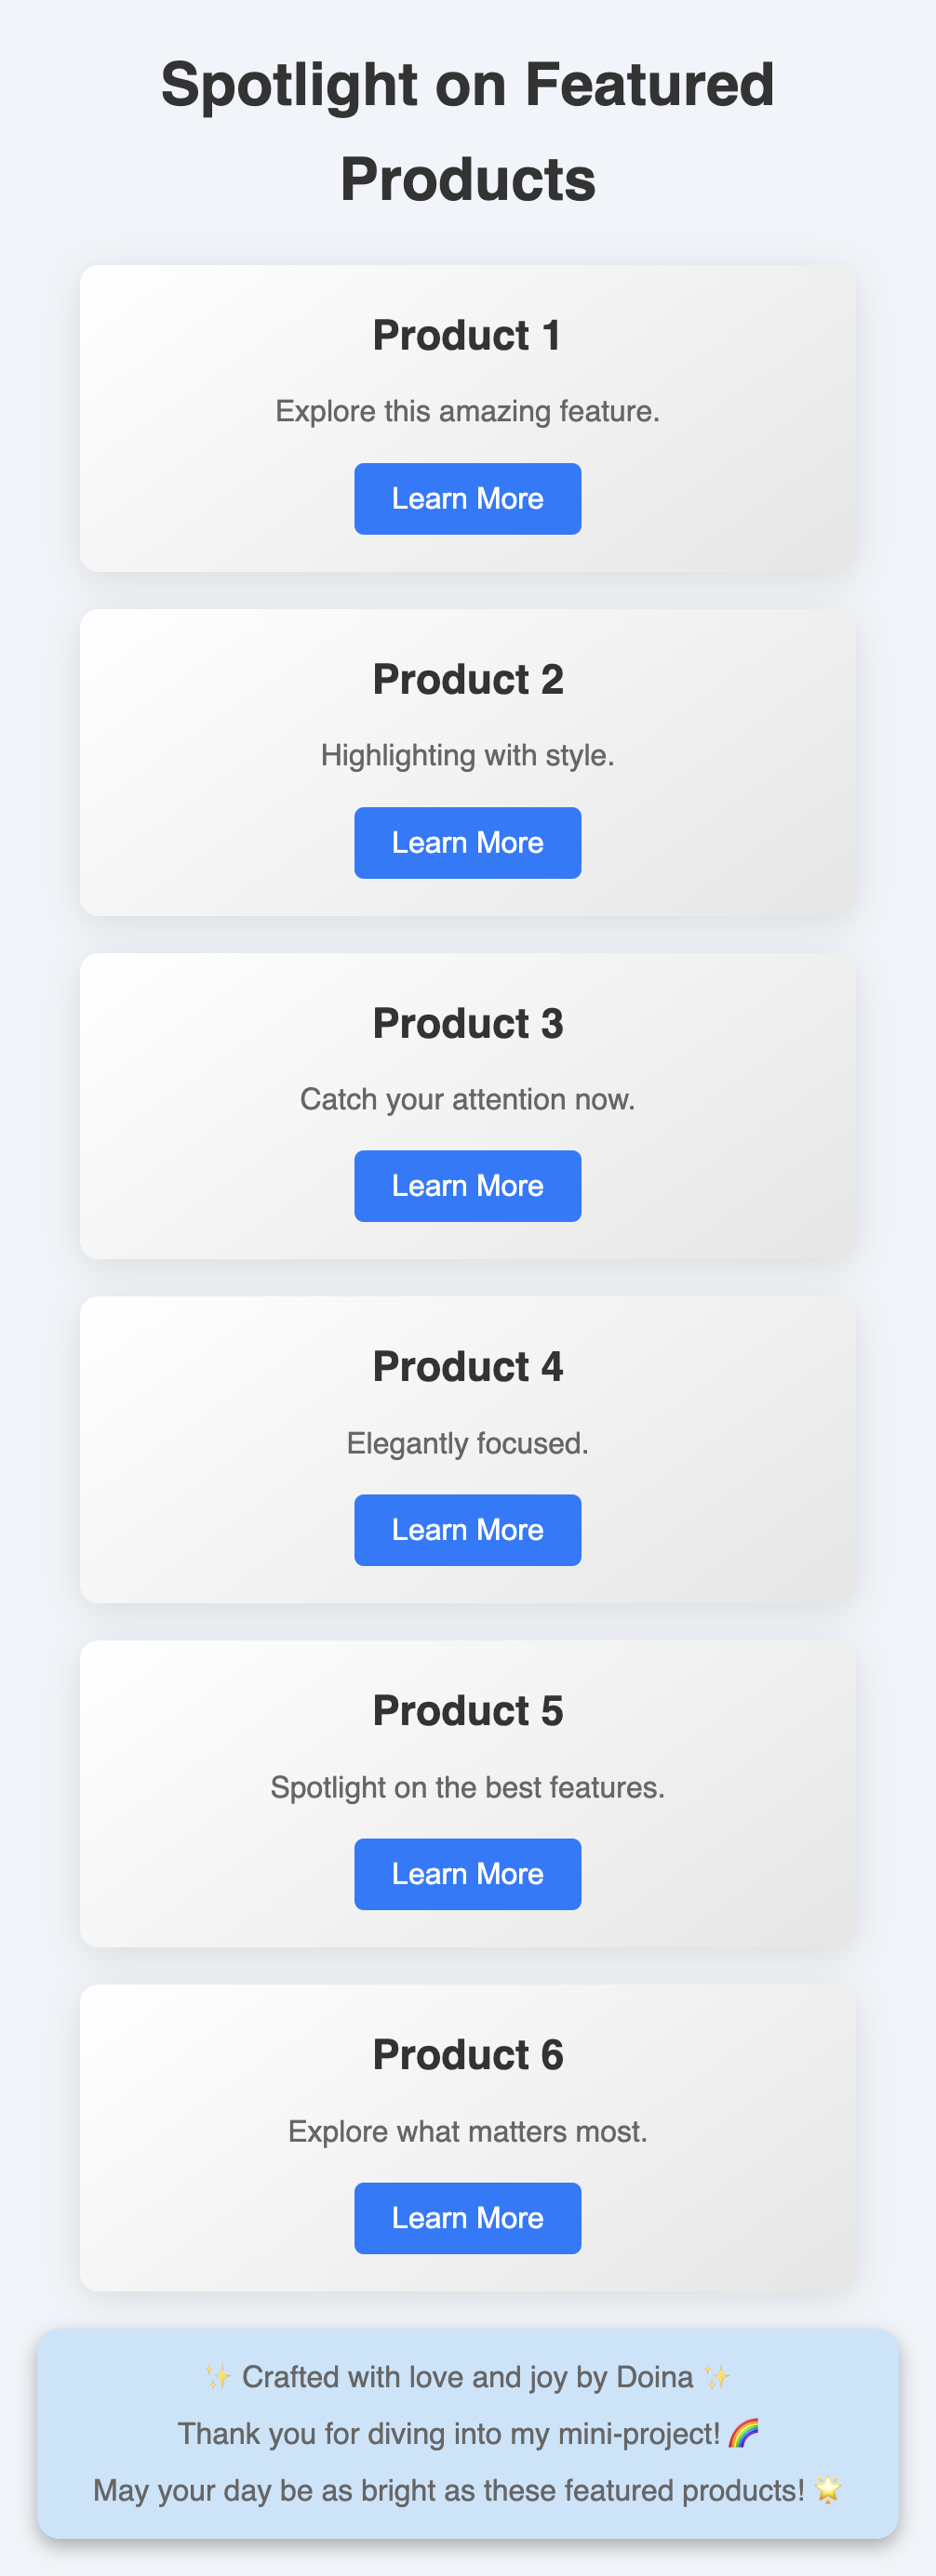 Spotlight on Featured
Products
Product 1
Explore this amazing feature.
Learn More
Product 2
Highlighting with style.
Learn More
Product 3
Catch your attention now.
Learn More
Product 4
Elegantly focused.
Learn More
Product 5
Spotlight on the best features.
Learn More
Product 6
Explore what matters most.
Learn More
✨ Crafted with love and joy by Doina ✨
Thank you for diving into my mini-project! 🌈
May your day be as bright as these featured products! 🌟